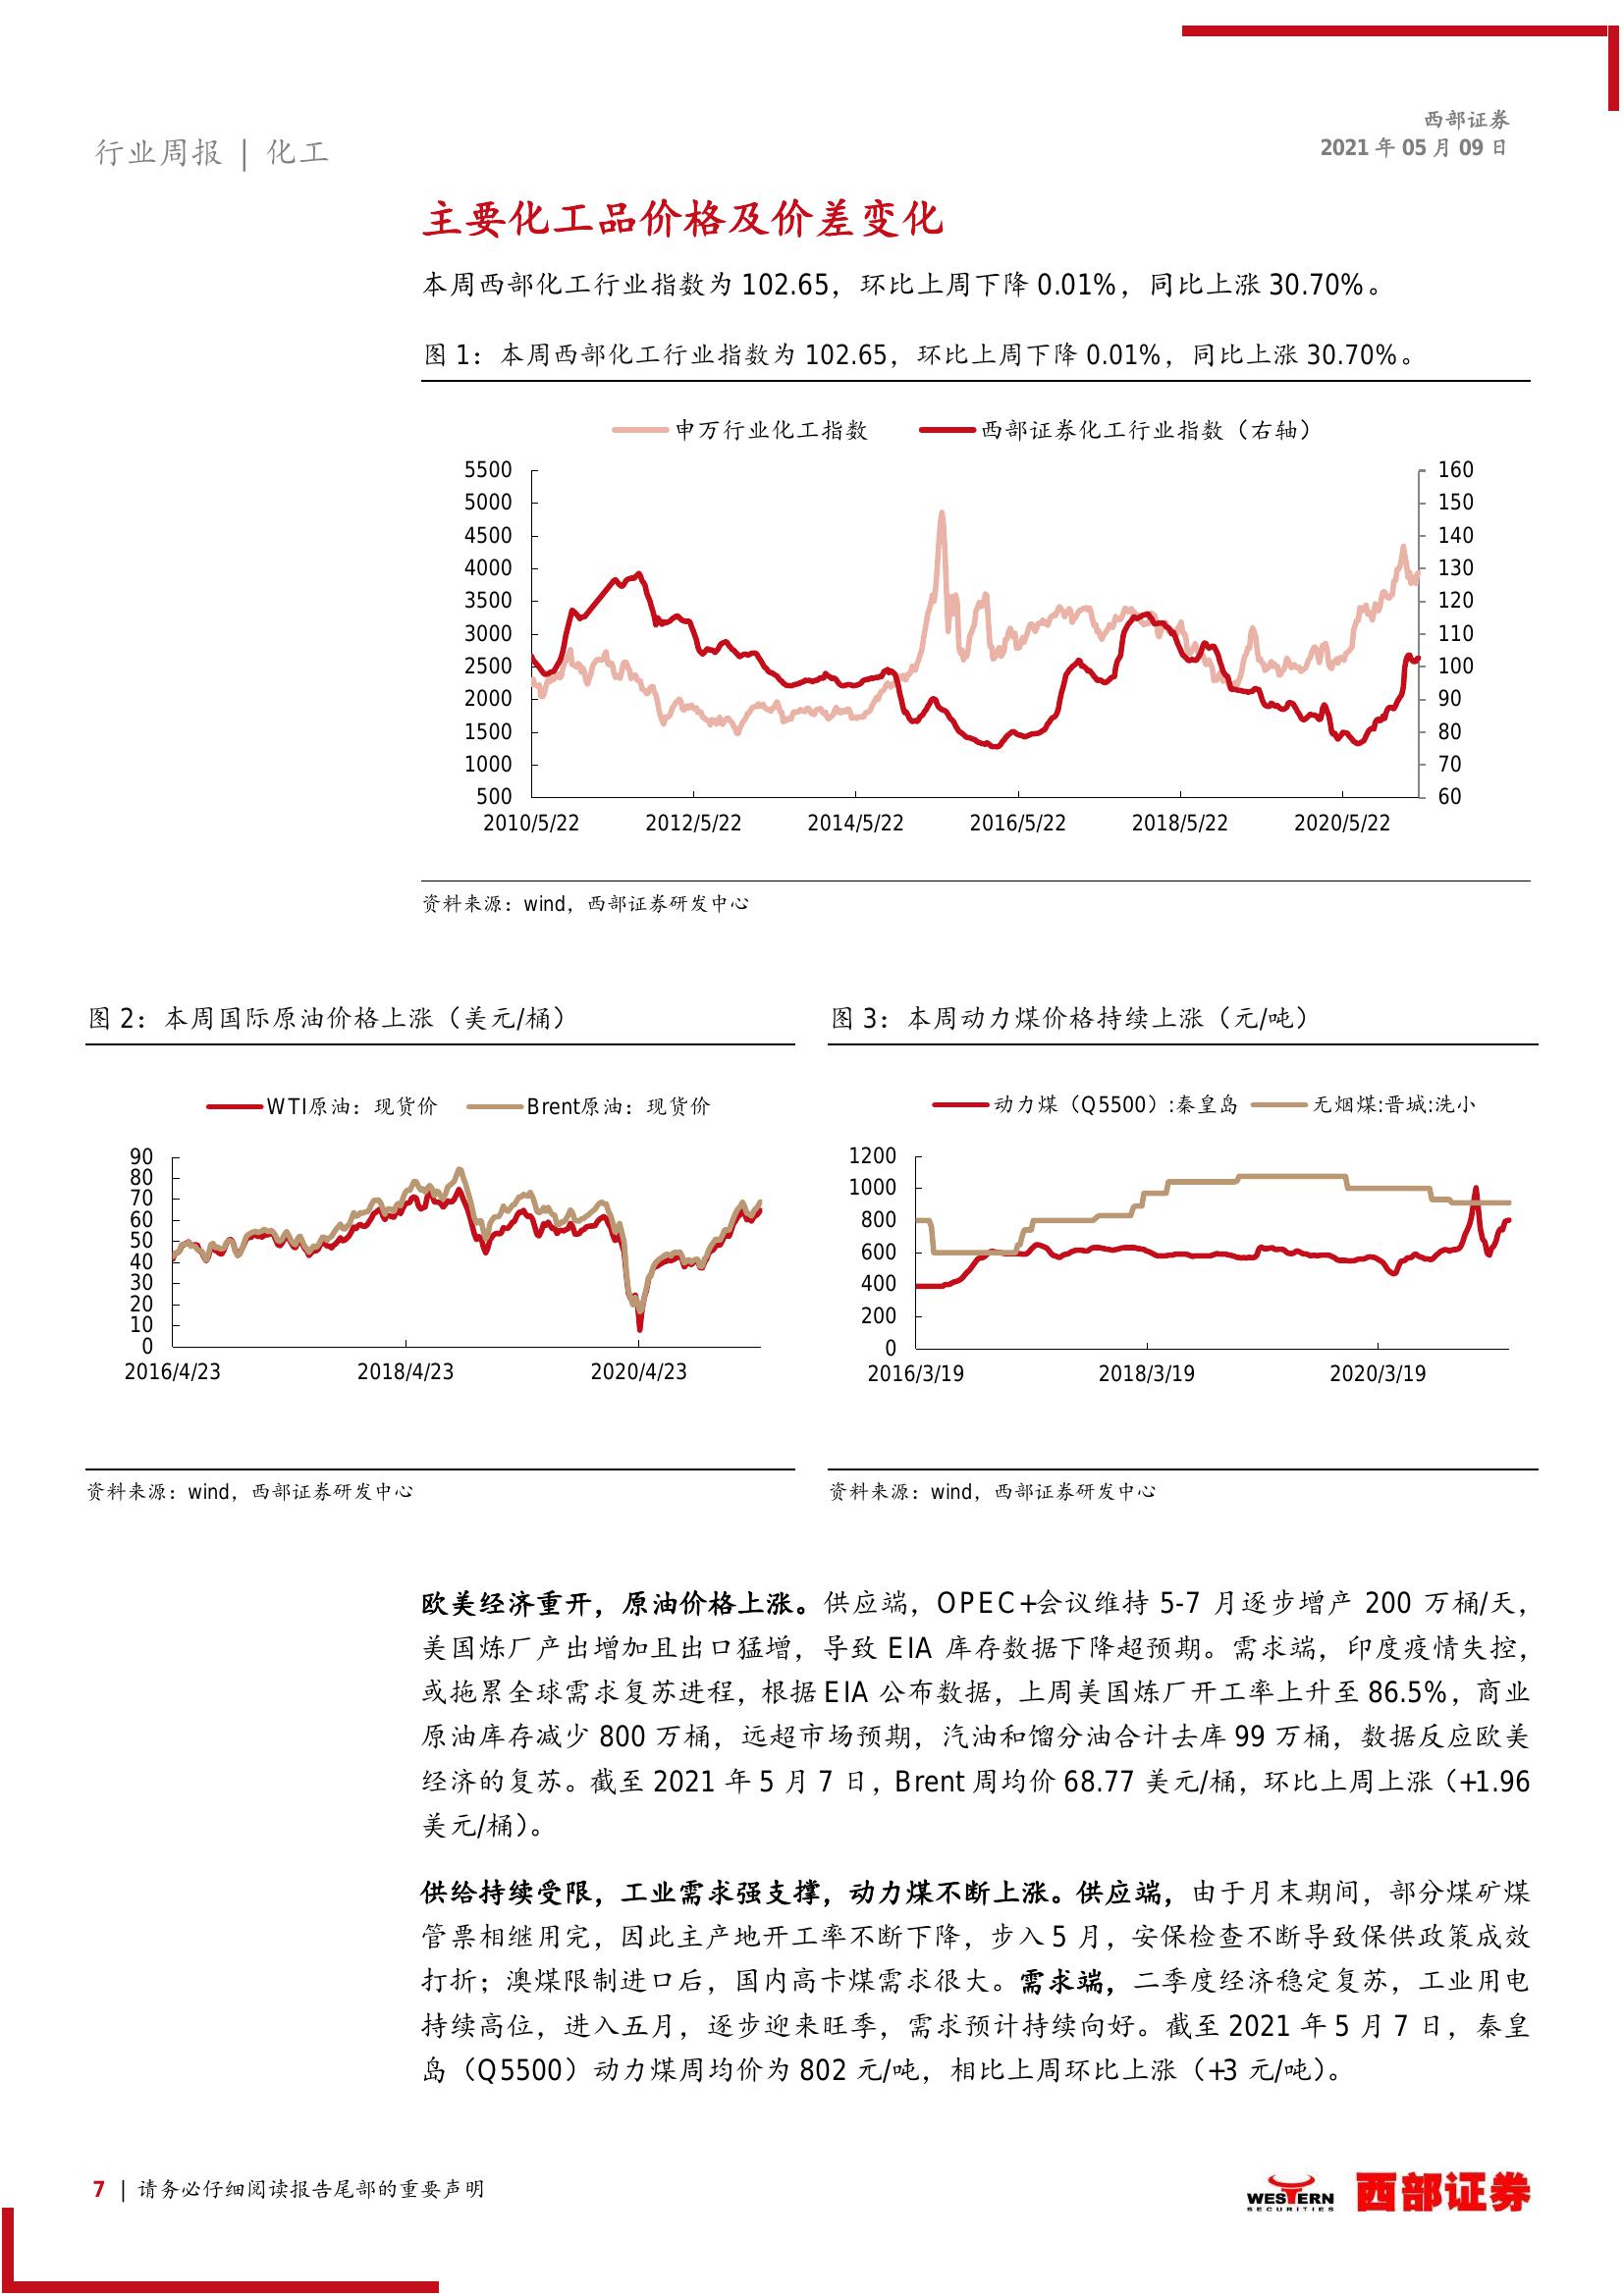 西部证券
行业周报 | 化工
2021 年 05 月 09 日
主要化工品价格及价差变化
本周西部化工行业指数为 102.65，环比上周下降 0.01%，同比上涨 30.70%。
图 1：本周西部化工行业指数为 102.65，环比上周下降 0.01%，同比上涨 30.70%。
申万行业化工指数 西部证券化工行业指数（右轴）
5500 160
5000 150
4500 140
4000 130
3500 120
3000 110
2500 100
2000 90
1500 80
1000 70
500 60
2010/5/22 2012/5/22 2014/5/22 2016/5/22 2018/5/22 2020/5/22
资料来源：wind，西部证券研发中心
图 2：本周国际原油价格上涨（美元/桶）
WTI原油：现货价 Brent原油：现货价
90
80
70
60
50
40
30
20
10
0
2016/4/23 2018/4/23 2020/4/23
资料来源：wind，西部证券研发中心
图 3：本周动力煤价格持续上涨（元/吨）
动力煤（Q5500）:秦皇岛 无烟煤:晋城:洗小
1200
1000
800
600
400
200
0
2016/3/19 2018/3/19 2020/3/19
资料来源：wind，西部证券研发中心
欧美经济重开，原油价格上涨。供应端，OPEC+会议维持 5-7 月逐步增产 200 万桶/天，
美国炼厂产出增加且出口猛增，导致 EIA 库存数据下降超预期。需求端，印度疫情失控，
或拖累全球需求复苏进程，根据 EIA 公布数据，上周美国炼厂开工率上升至 86.5%，商业
原油库存减少 800 万桶，远超市场预期，汽油和馏分油合计去库 99 万桶，数据反应欧美
经济的复苏。截至 2021 年 5 月 7 日，Brent 周均价 68.77 美元/桶，环比上周上涨（+1.96
美元/桶）。
供给持续受限，工业需求强支撑，动力煤不断上涨。供应端，由于月末期间，部分煤矿煤
管票相继用完，因此主产地开工率不断下降，步入 5 月，安保检查不断导致保供政策成效
打折；澳煤限制进口后，国内高卡煤需求很大。需求端，二季度经济稳定复苏，工业用电
持续高位，进入五月，逐步迎来旺季，需求预计持续向好。截至 2021 年 5 月 7 日，秦皇
岛（Q5500）动力煤周均价为 802 元/吨，相比上周环比上涨（+3 元/吨）。
7 | 请务必仔细阅读报告尾部的重要声明
WESTERN
SECURITIES
西部证券